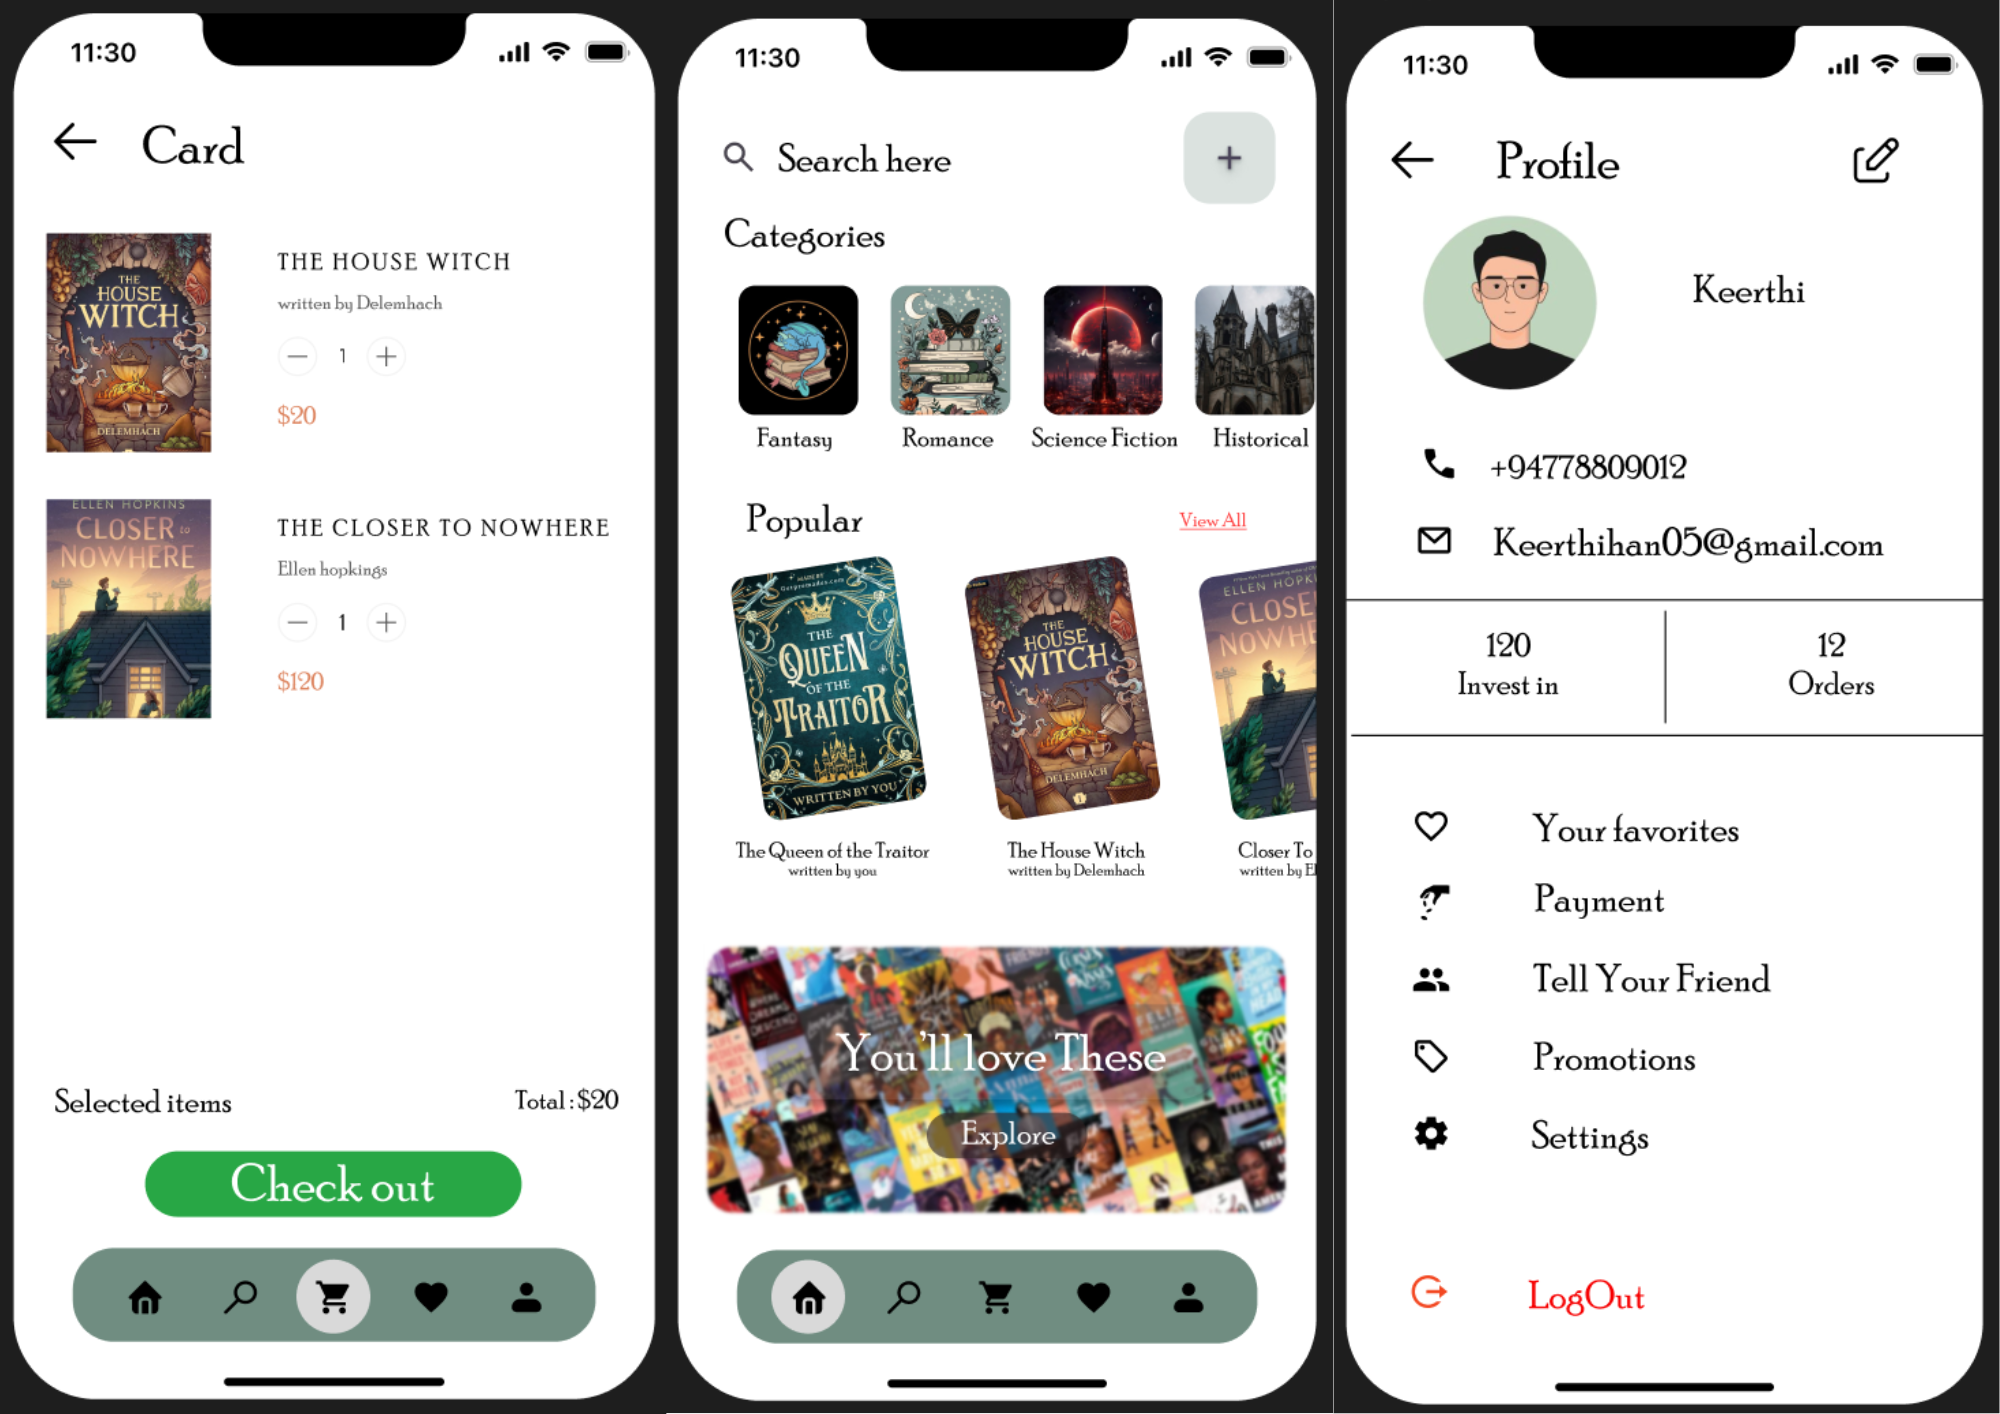 11:30
Card
THE
HOUSE
WITCH
DELEMHACH
THE HOUSE WITCH
written by Delemhach
1
$20
ELLEN HOPKINS
CLOSER to
NOWHERE
THE CLOSER TO NOWHERE
Ellen hopkings
1
$120
Selected items
Total : $20
Check out
11:30
Search here
+
Categories
Fantasy
Romance
Science Fiction
Historical
Popular
View All
MADE BY
THE
QUEEN
OF THE
TRAITOR
WRITTEN BY YOU
THE
HOUSE
WITCH
DELEMHACH
ELLEN HOPK
CLOSE
NOWHE
The Queen of the Traitor
written by you
The House Witch
written by Delemhach
Closer To
written by El
You'll love These
Explore
11:30
Profile
Keerthi
+94778809012
Keerthihan05@gmail.com
120
Invest in
12
Orders
Your favorites
Payment
Tell Your Friend
Promotions
Settings
LogOut